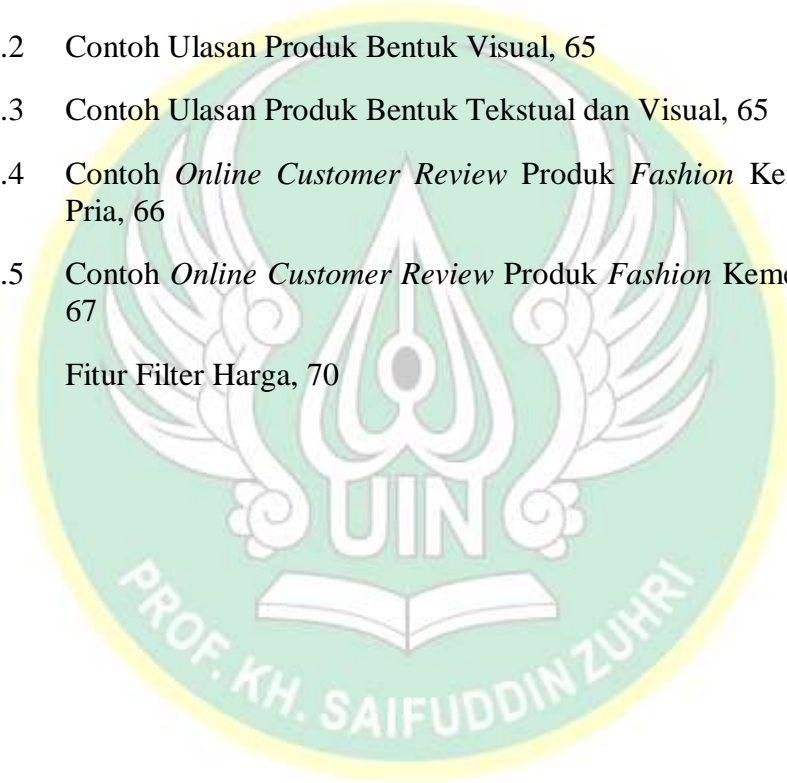 .2 Contoh Ulasan Produk Bentuk Visual, 65
.3 Contoh Ulasan Produk Bentuk Tekstual dan Visual, 65
.4 Contoh Online Customer Review Produk Fashion
Pria, 66
.5 Contoh Online Customer Review Produk Fashion
67
Fitur Filter Harga, 70
UIN
PROF. KH. SAIFUDDIN ZUHRI